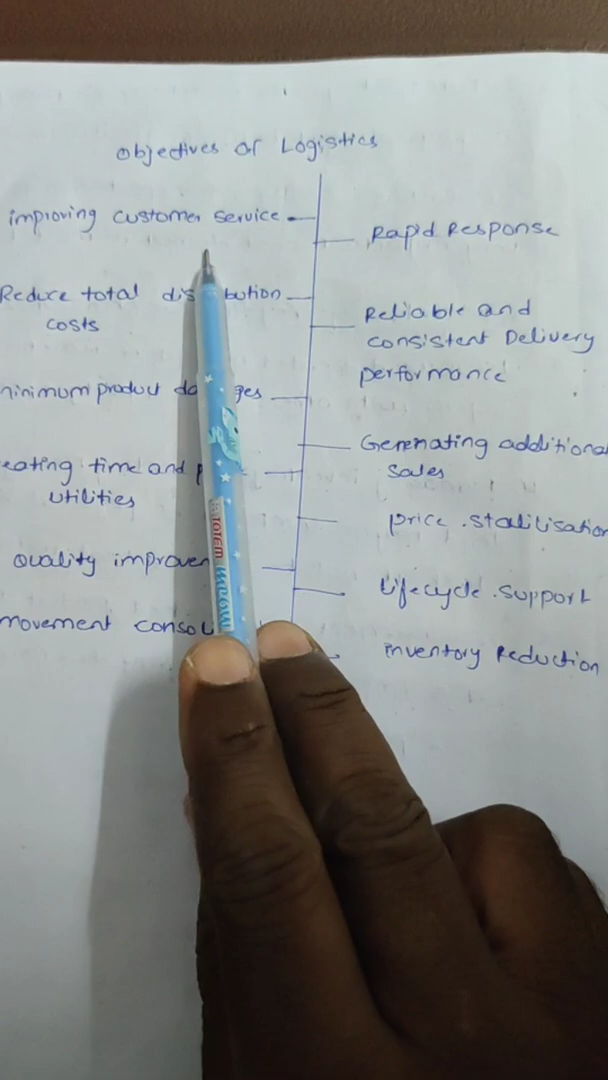 Objectives of Logistics
improving customer service
Rapid Response
Reduce total
costs
Reliable and
consistent Delivery
performance
product
Generating additional
sales
time and
utilities
price stabilisation
Quality
Lifecycle support
movement
inventory Reduction
TOTEM